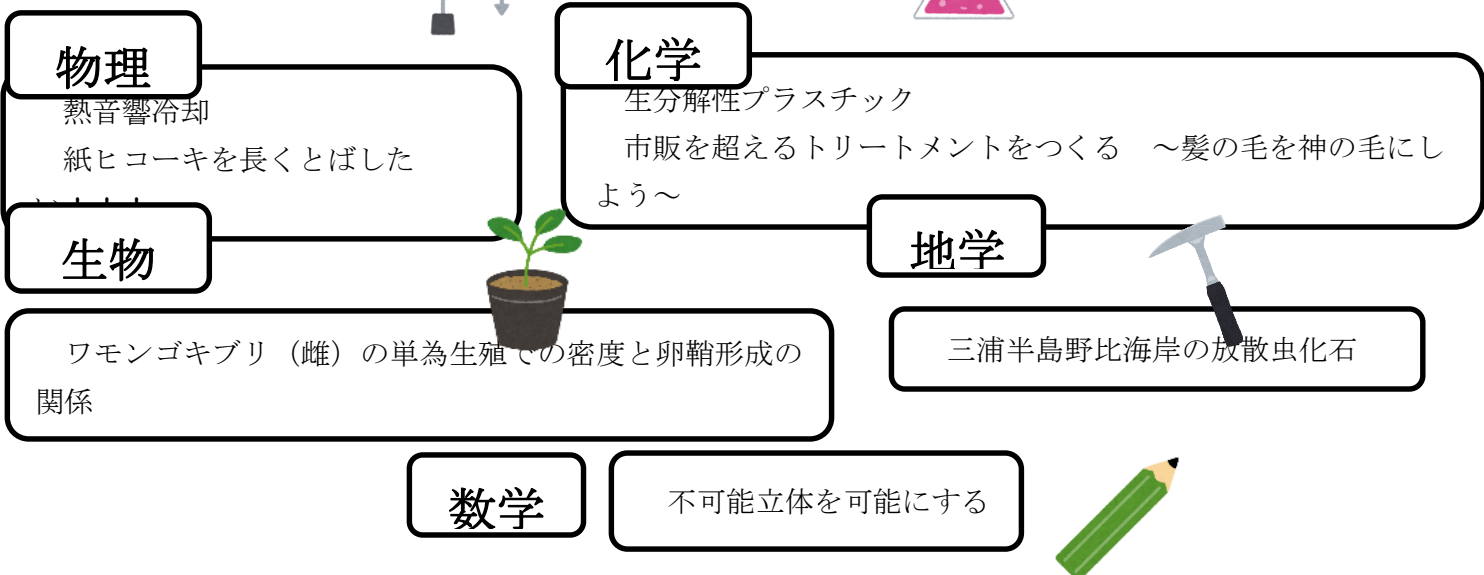 物理
熱音響冷却
紙ヒコーキを長くとばした
化学
生分解性プラスチック
市販を超えるトリートメントをつくる　～髪の毛を神の毛にし
よう～
生物
ワモンゴキブリ（雌）の単為生殖での密度と卵鞘形成の
関係
地学
三浦半島野比海岸の放散虫化石
数学
不可能立体を可能にする